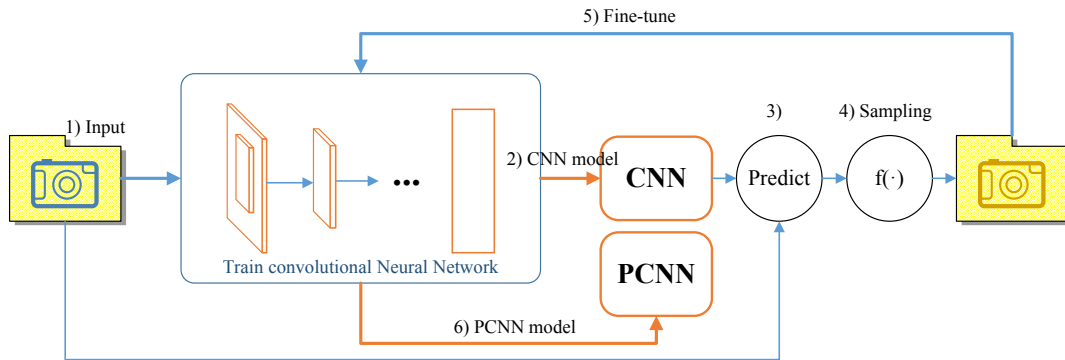 5) Fine-tune
1) Input
3)
4) Sampling
2) CNN model
CNN
Predict
f(·)
...
Train convolutional Neural Network
PCNN
6) PCNN model